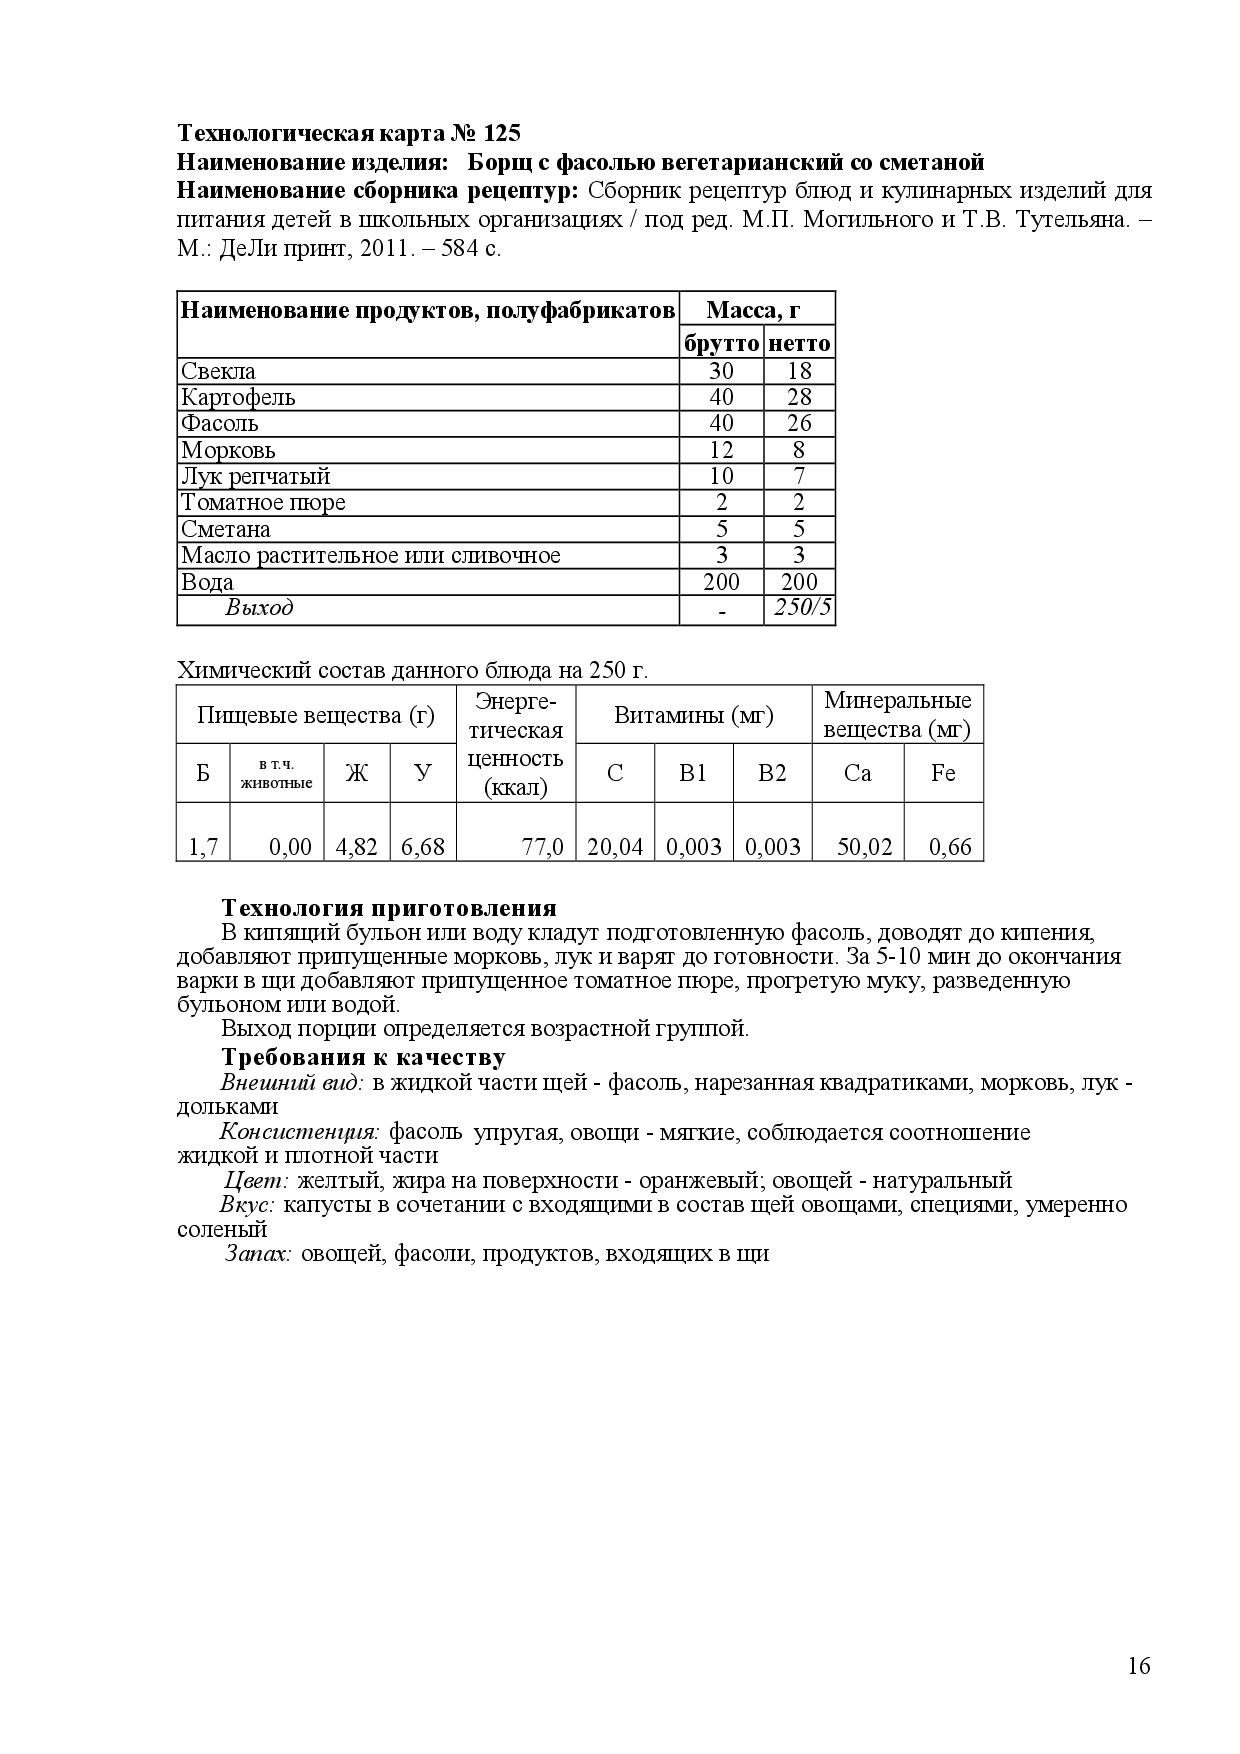 Технологическая карта № 125
Наименование изделия: Борщ с фасолью вегетарианский со сметаной
Наименование сборника рецептур: Сборник рецептур блюд и кулинарных изделий для
питания детей в школьных организациях / под ред. М.П. Могильного и Т.В. Тутельяна. –
М.: ДеЛи принт, 2011. – 584 с.
Наименование продуктов, полуфабрикатов Масса, г
брутто нетто
Свекла 30 18
Картофель 40 28
Фасоль 40 26
Морковь 12 8
Лук репчатый 10 7
Томатное пюре 2 2
Сметана 5 5
Масло растительное или сливочное 3 3
Вода 200 200
Выход - 250/5
Химический состав данного блюда на 250 г.
Пищевые вещества (г) Энерге-
тическая
ценность
(ккал) Витамины (мг) Минеральные
вещества (мг)
Б в т.ч.
животные Ж У С В1 В2 Ca Fe
1,7 0,00 4,82 6,68 77,0 20,04 0,003 0,003 50,02 0,66
Технология приготовления
В кипящий бульон или воду кладут подготовленную фасоль, доводят до кипения,
добавляют припущенные морковь, лук и варят до готовности. За 5-10 мин до окончания
варки в щи добавляют припущенное томатное пюре, прогретую муку, разведенную
бульоном или водой.
Выход порции определяется возрастной группой.
Требования к качеству
Внешний вид: в жидкой части щей - фасоль, нарезанная квадратиками, морковь, лук -
дольками
Консистенция: фасоль упругая, овощи - мягкие, соблюдается соотношение
жидкой и плотной части
Цвет: желтый, жира на поверхности - оранжевый; овощей - натуральный
Вкус: капусты в сочетании с входящими в состав щей овощами, специями, умеренно
соленый
Запах: овощей, фасоли, продуктов, входящих в щи
16